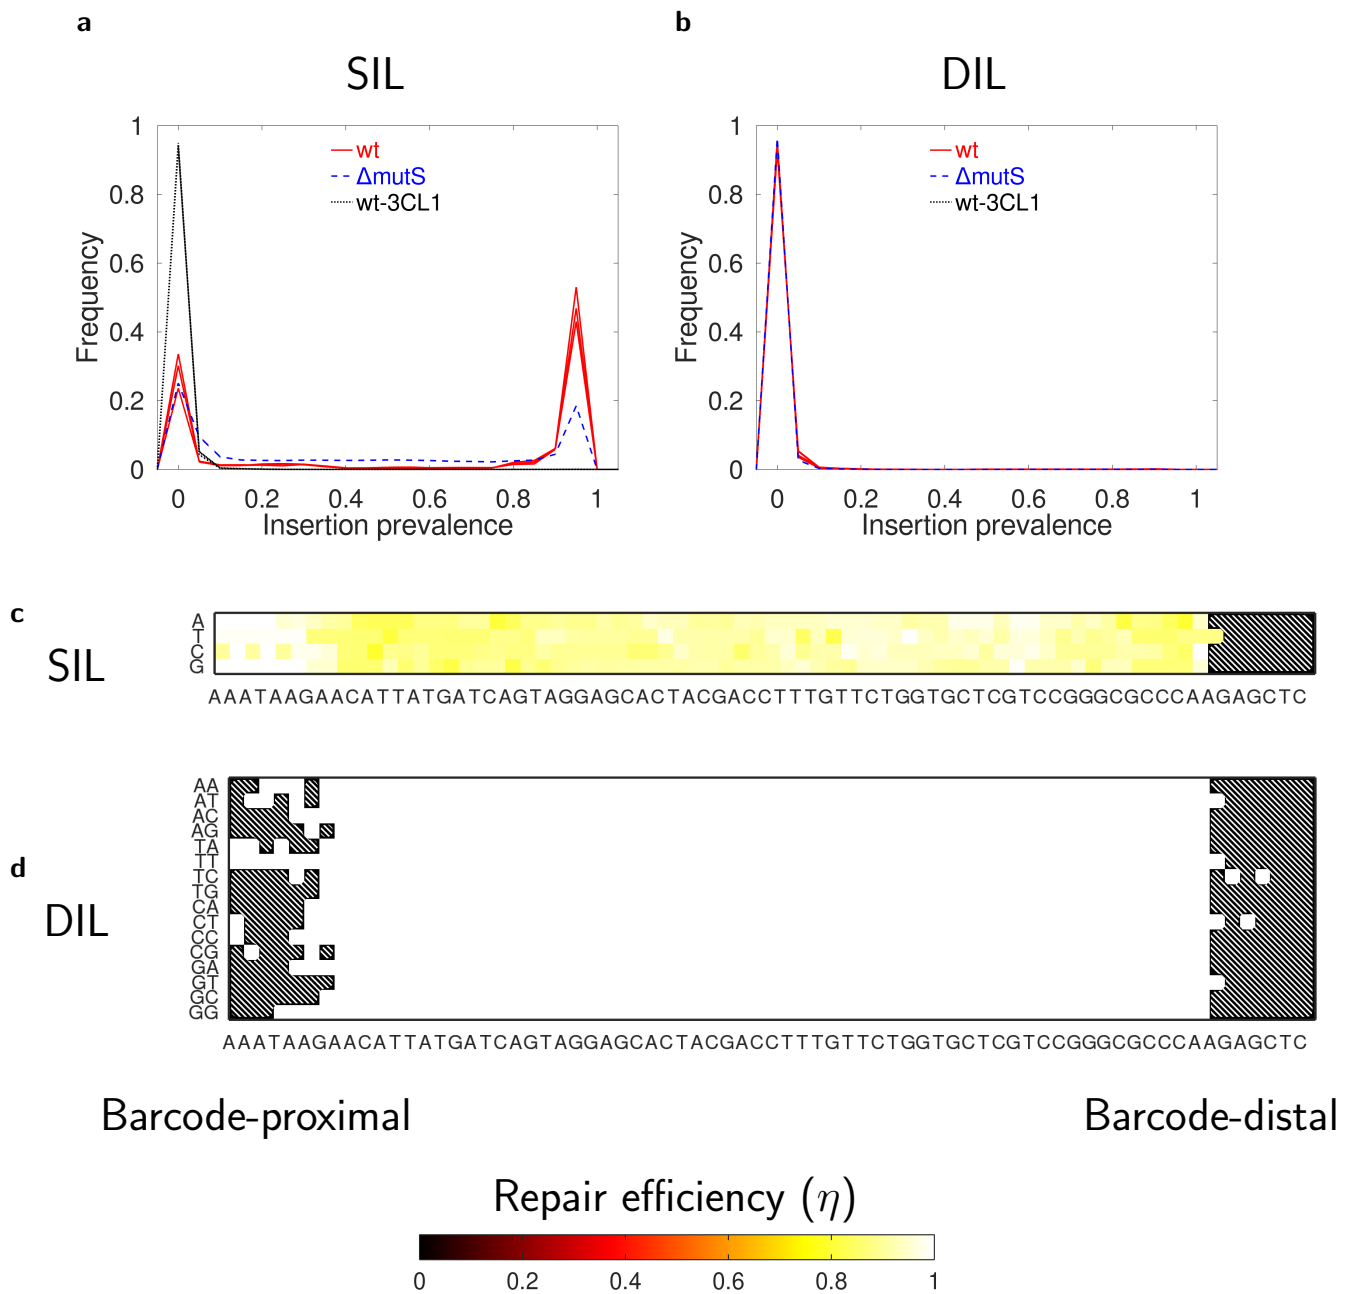 a
b
SIL
DIL
1
0.8
0.6
0.4
0.2
0
Frequency
wt
ΔmutS
wt-3CL1
0 0.2 0.4 0.6 0.8 1
Insertion prevalence
1
0.8
0.6
0.4
0.2
0
Frequency
wt
ΔmutS
wt-3CL1
0 0.2 0.4 0.6 0.8 1
Insertion prevalence
c
SIL
A
T
C
G
AAATAAGAACATTATGATCAGTAGGAGCACTACGACCTTTGTTCTGGTGCTCGTCCGGGCGCCCAAGAGCTC
d
DIL
AA
AT
AC
AG
TA
TT
TC
TG
CA
CT
CC
CG
GA
GT
GC
GG
AAATAAGAACATTATGATCAGTAGGAGCACTACGACCTTTGTTCTGGTGCTCGTCCGGGCGCCCAAGAGCTC
Barcode-proximal
Barcode-distal
Repair efficiency (η)
0 0.2 0.4 0.6 0.8 1